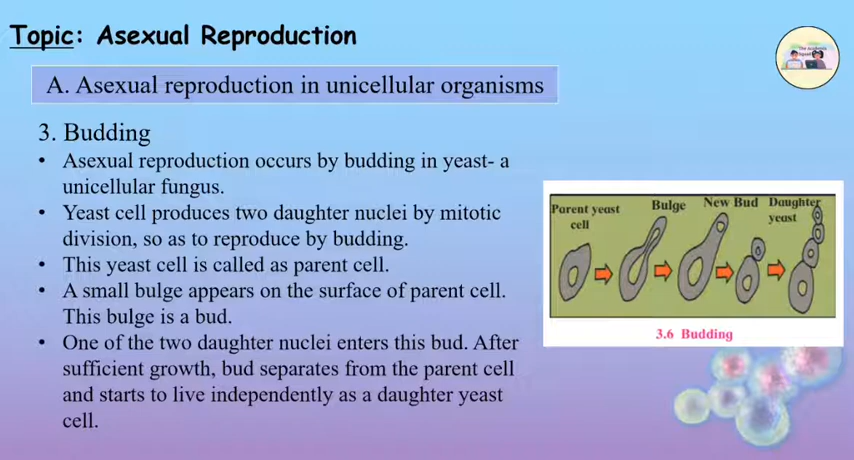 Topic: Asexual Reproduction
The Academic Squad
A. Asexual reproduction in unicellular organisms
3. Budding
• Asexual reproduction occurs by budding in yeast- a
unicellular fungus.
• Yeast cell produces two daughter nuclei by mitotic
division, so as to reproduce by budding.
• This yeast cell is called as parent cell.
• A small bulge appears on the surface of parent cell.
This bulge is a bud.
• One of the two daughter nuclei enters this bud. After
sufficient growth, bud separates from the parent cell
and starts to live independently as a daughter yeast
cell.
Parent yeast
cell
Bulge
New Bud
Daughter
yeast
3.6 Budding